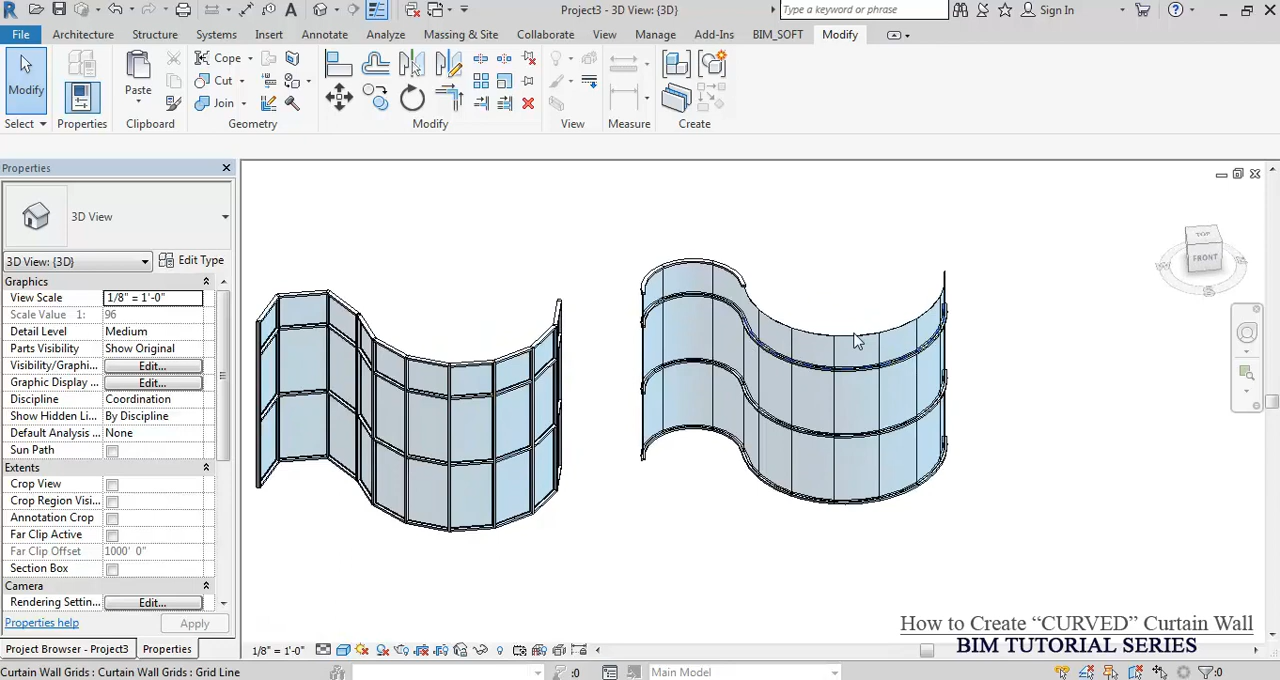 Project3 - 3D View: {3D}
Type a keyword or phrase
Sign In
File
Architecture
Structure
Systems
Insert
Annotate
Analyze
Massing & Site
Collaborate
View
Manage
Add-Ins
BIM_SOFT
Modify
Modify
Paste
Cope
Cut
Join
Select
Properties
Clipboard
Geometry
Modify
View
Measure
Create
Properties
3D View
3D View: {3D}
Edit Type
Graphics
View Scale 1/8" = 1'-0"
Scale Value 1: 96
Detail Level Medium
Parts Visibility Show Original
Visibility/Graphi... Edit...
Graphic Display ... Edit...
Discipline Coordination
Show Hidden Li... By Discipline
Default Analysis ... None
Sun Path
Extents
Crop View
Crop Region Visi...
Annotation Crop
Far Clip Active
Far Clip Offset 1000' 0"
Section Box
Camera
Rendering Settin... Edit...
Properties help
Apply
Project Browser - Project3
Properties
TOP
FRONT
1/8" = 1'-0"
How to Create “CURVED” Curtain Wall
BIM TUTORIAL SERIES
Curtain Wall Grids : Curtain Wall Grids : Grid Line
:0
Main Model
:0